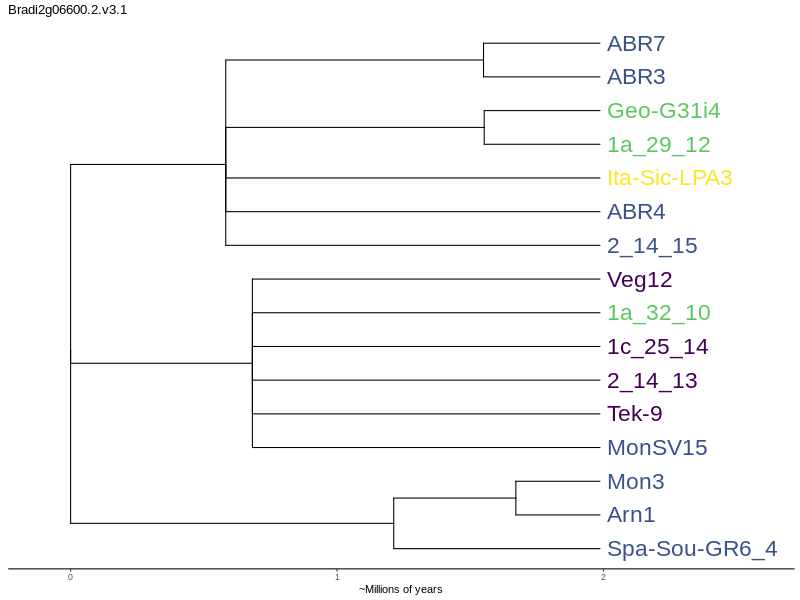 Bradi2g06600.2.v3.1
ABR7
ABR3
Geo-G31i4
1a_29_12
Ita-Sic-LPA3
ABR4
2_14_15
Veg12
1a_32_10
1c_25_14
2_14_13
Tek-9
MonSV15
Mon3
Arn1
Spa-Sou-GR6_4
0 1 2
~Millions of years